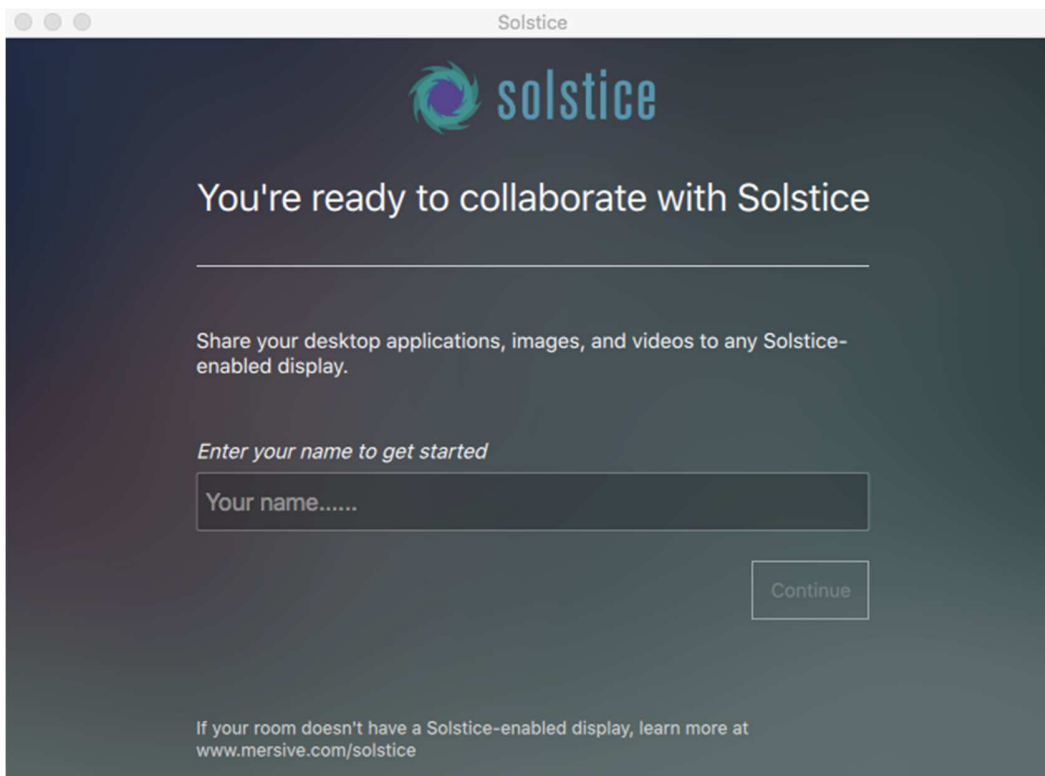 Solstice
solstice
You're ready to collaborate with Solstice
Share your desktop applications, images, and videos to any Solstice-
enabled display.
Enter your name to get started
Your name......
Continue
If your room doesn't have a Solstice-enabled display, learn more at
www.mersive.com/solstice